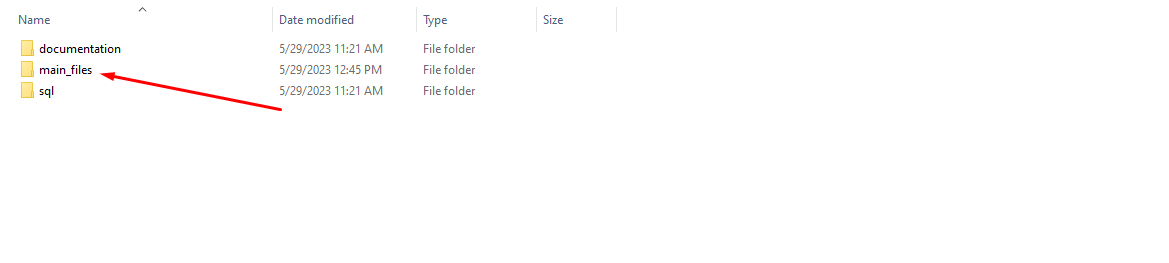 Name Date modified Type Size
documentation 5/29/2023 11:21 AM File folder
main_files 5/29/2023 12:45 PM File folder
sql 5/29/2023 11:21 AM File folder